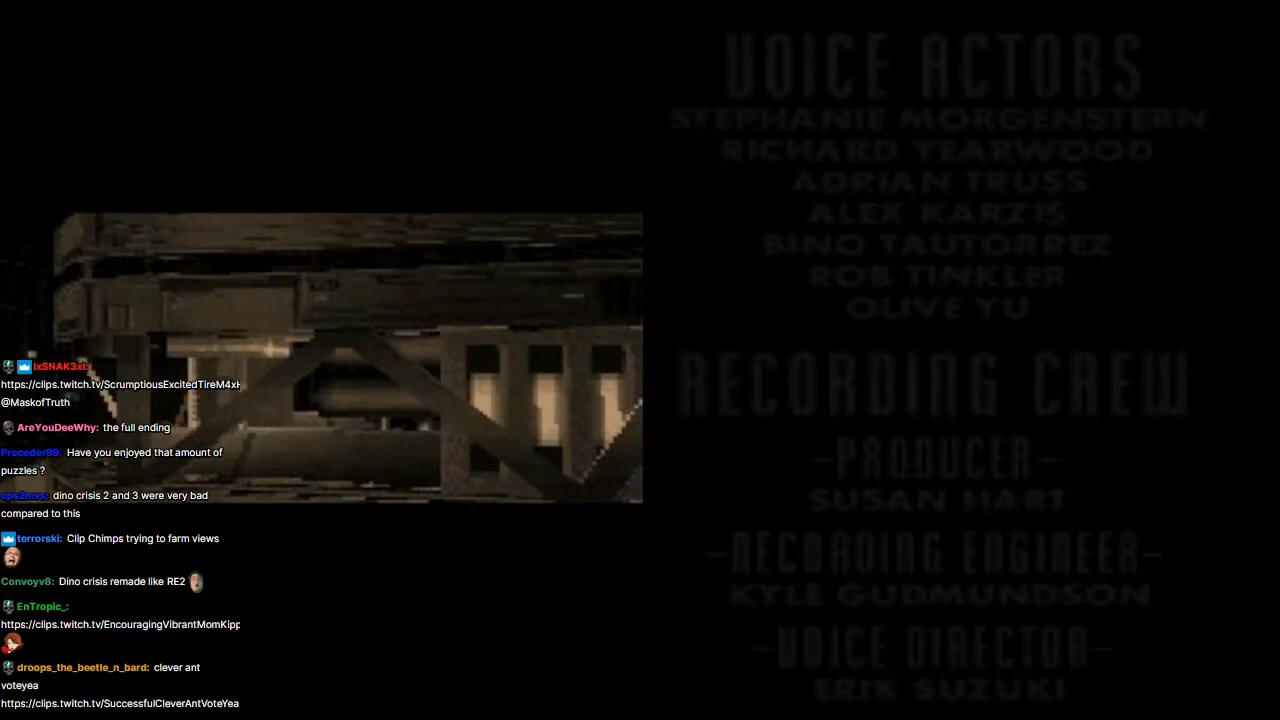 VOICE ACTORS
STEPHANIE MORGENSTERN
RICHARD YEARWOOD
ADRIAN TRUSS
ALEX KARZIS
BINO TAUTORREZ
ROB TINKLER
OLIVE YU
RECORDING CREW
-PRODUCER-
SUSAN HART
-RECORDING ENGINEER-
KYLE GUDMUNDSON
-VOICE DIRECTOR-
ERIK SUZUKI
IxSNAK3xI:
https://clips.twitch.tv/ScrumptiousExcitedTireM4xH
@MaskofTruth
AreYouDeeWhy: the full ending
Proceder89: Have you enjoyed that amount of
puzzles ?
cps2mvs: dino crisis 2 and 3 were very bad
compared to this
terrorski: Clip Chimps trying to farm views
Convoyv8: Dino crisis remade like RE2
EnTropic_:
https://clips.twitch.tv/EncouragingVibrantMomKipp
droops_the_beetle_n_bard: clever ant
voteyea
https://clips.twitch.tv/SuccessfulCleverAntVoteYea